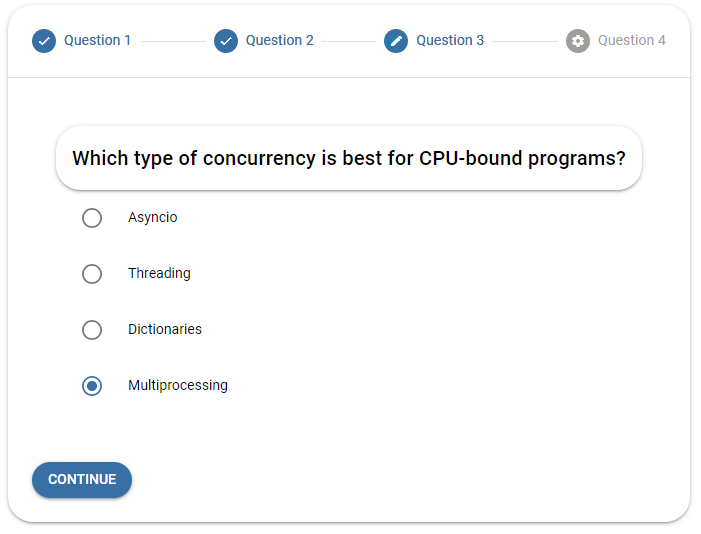 Question 1
Question 2
Question 3
Question 4
Which type of concurrency is best for CPU-bound programs?
Asyncio
Threading
Dictionaries
Multiprocessing
CONTINUE